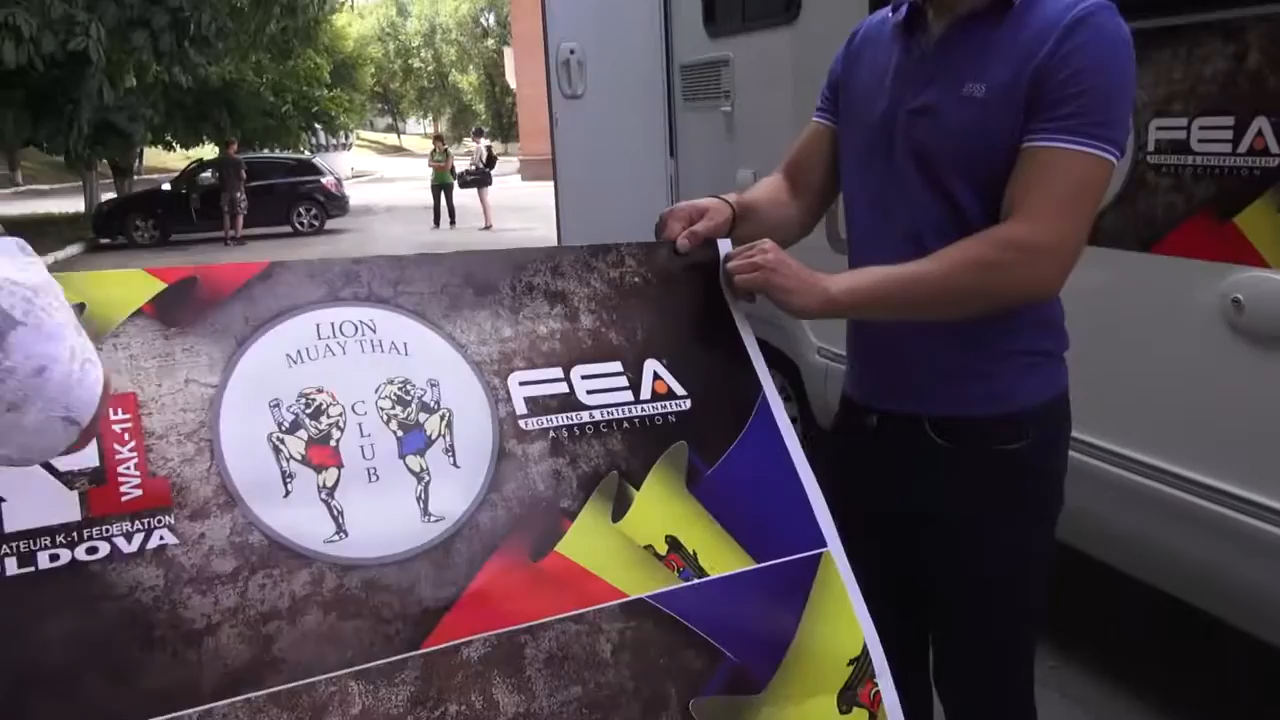 BOSS
FEA
FIGHTING & ENTERTAINMENT
ASSOCIATION
LION
MUAY THAI
CLUB
FEA
FIGHTING & ENTERTAINMENT
ASSOCIATION
WAK-1F
ATEUR K-1 FEDERATION
LDOVA